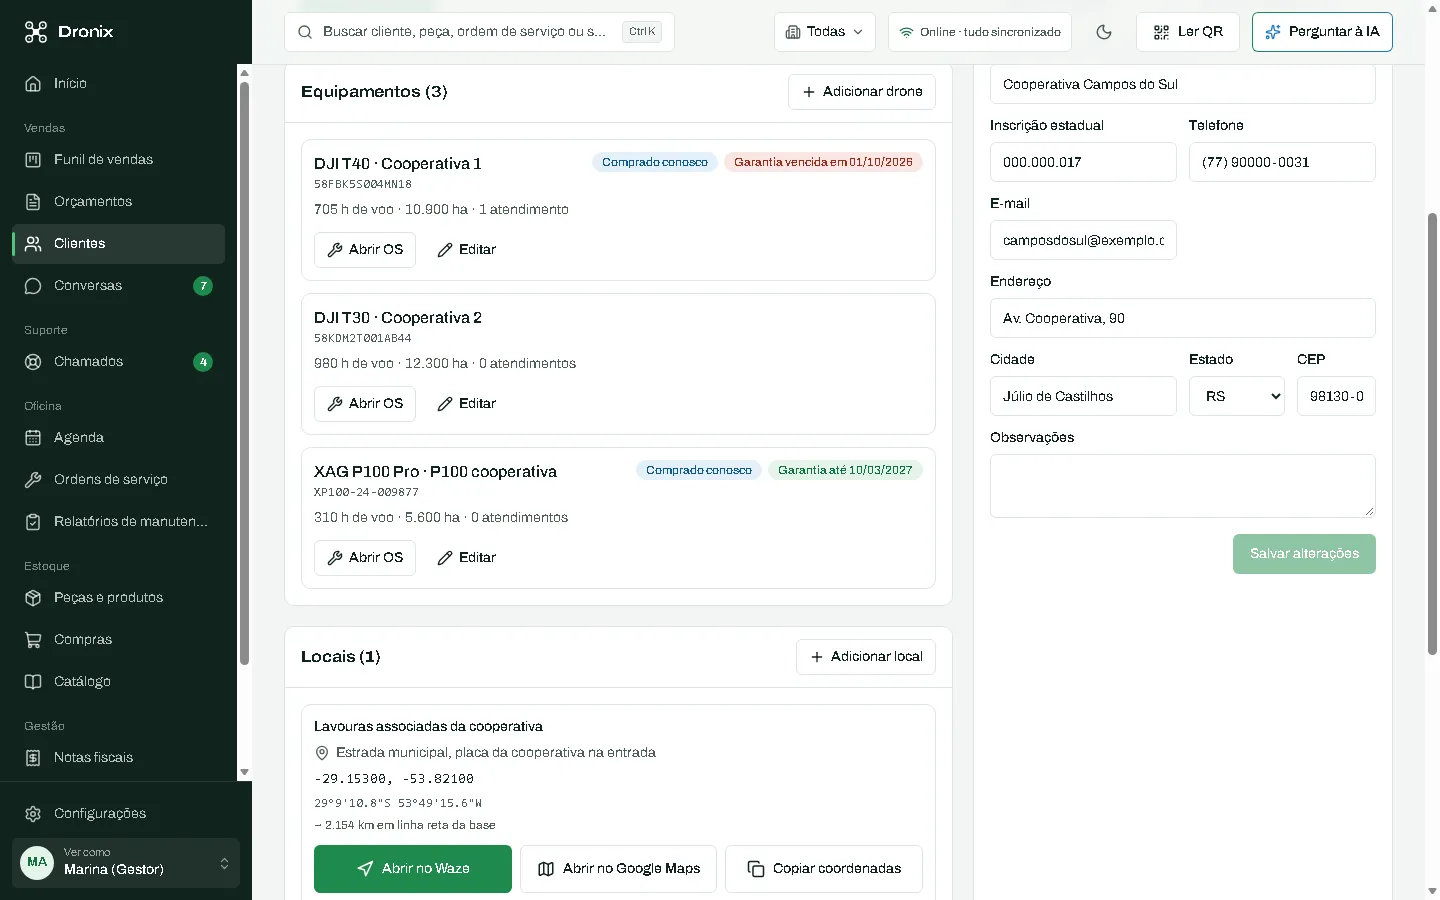 Dronix
Buscar cliente, peça, ordem de serviço ou s...
Ctrl K
Todas
Online · tudo sincronizado
Ler QR
Perguntar à IA
Início
Vendas
Funil de vendas
Orçamentos
Clientes
Conversas
7
Suporte
Chamados
4
Oficina
Agenda
Ordens de serviço
Relatórios de manuten...
Estoque
Peças e produtos
Compras
Catálogo
Gestão
Notas fiscais
Configurações
MA
Ver como
Marina (Gestor)
Equipamentos (3)
Adicionar drone
DJI T40 · Cooperativa 1
Comprado conosco
Garantia vencida em 01/10/2026
58FBK5S004MN18
705 h de voo · 10.900 ha · 1 atendimento
Abrir OS
Editar
DJI T30 · Cooperativa 2
58KDM2T001AB44
980 h de voo · 12.300 ha · 0 atendimentos
Abrir OS
Editar
XAG P100 Pro · P100 cooperativa
Comprado conosco
Garantia até 10/03/2027
XP100-24-009877
310 h de voo · 5.600 ha · 0 atendimentos
Abrir OS
Editar
Locais (1)
Adicionar local
Lavouras associadas da cooperativa
Estrada municipal, placa da cooperativa na entrada
-29.15300, -53.82100
29°9'10.8"S 53°49'15.6"W
~ 2.154 km em linha reta da base
Abrir no Waze
Abrir no Google Maps
Copiar coordenadas
Cooperativa Campos do Sul
Inscrição estadual
Telefone
000.000.017
(77) 90000-0031
E-mail
camposdosul@exemplo.c
Endereço
Av. Cooperativa, 90
Cidade
Estado
CEP
Júlio de Castilhos
RS
98130-0
Observações
Salvar alterações